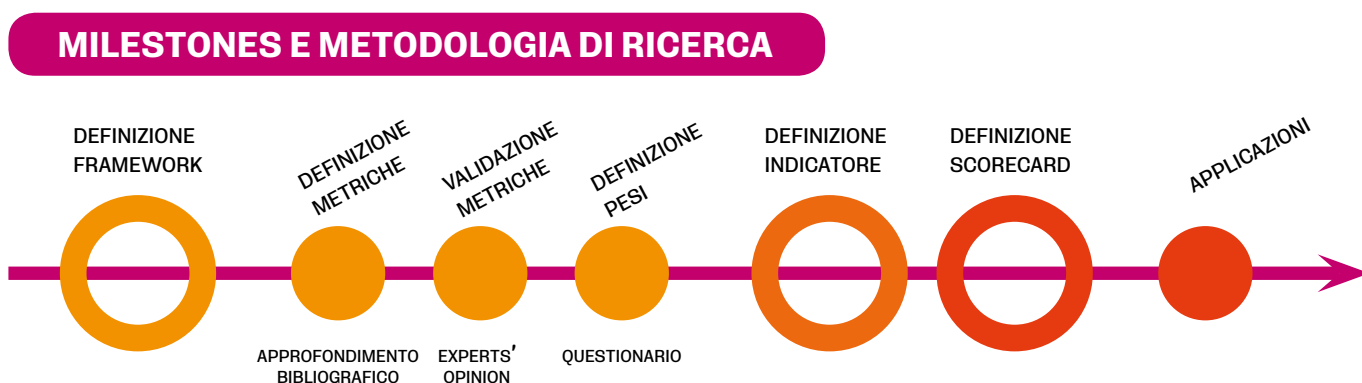 MILESTONES E METODOLOGIA DI RICERCA
DEFINIZIONE
FRAMEWORK
DEFINIZIONE
METRICHE
VALIDAZIONE
METRICHE
DEFINIZIONE
PESI
DEFINIZIONE
INDICATORE
DEFINIZIONE
SCORECARD
APPLICAZIONI
APPROFONDIMENTO
BIBLIOGRAFICO
EXPERTS'
OPINION
QUESTIONARIO